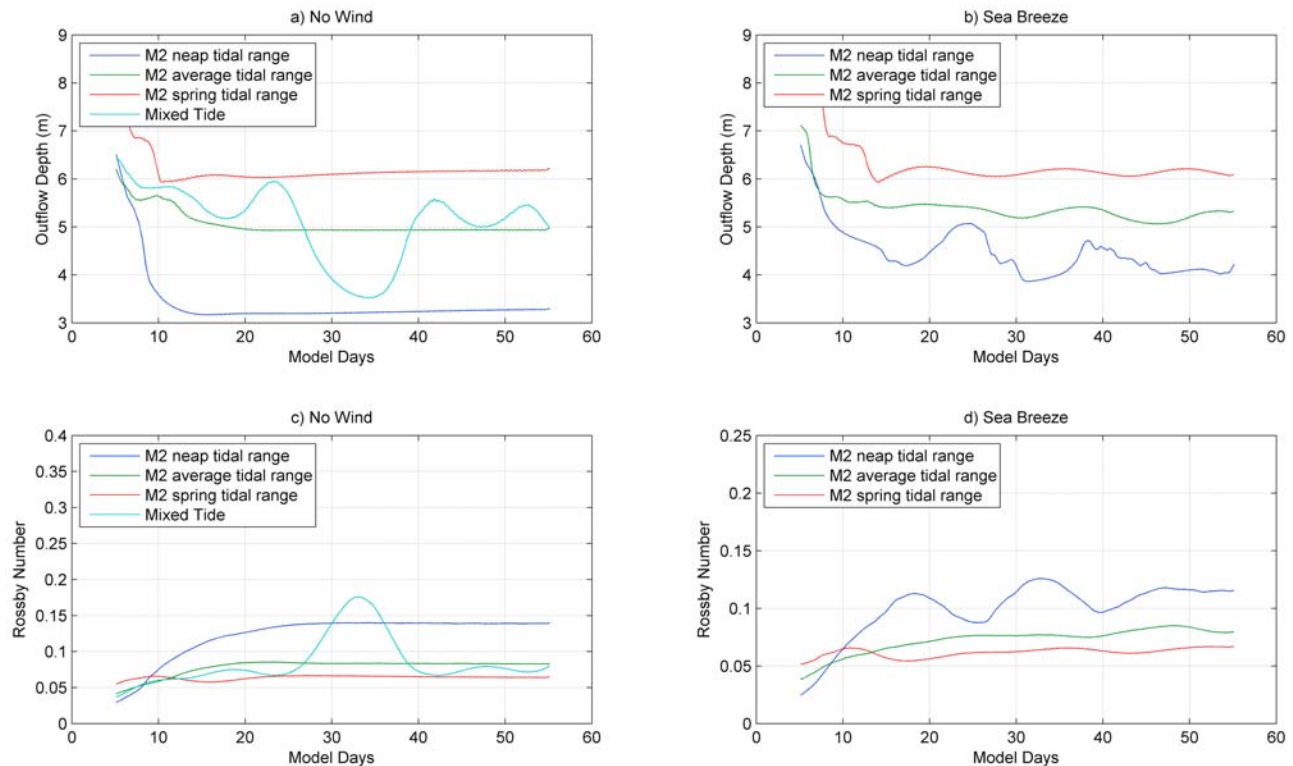 a) No Wind
9
8
7
6
5
4
3
Outflow Depth (m)
M2 neap tidal range
M2 average tidal range
M2 spring tidal range
Mixed Tide
0 10 20 30 40 50 60
Model Days
b) Sea Breeze
9
8
7
6
5
4
3
Outflow Depth (m)
M2 neap tidal range
M2 average tidal range
M2 spring tidal range
0 10 20 30 40 50 60
Model Days
c) No Wind
0.4
0.35
0.3
0.25
0.2
0.15
0.1
0.05
0
Rossby Number
M2 neap tidal range
M2 average tidal range
M2 spring tidal range
Mixed Tide
0 10 20 30 40 50 60
Model Days
d) Sea Breeze
0.25
0.2
0.15
0.1
0.05
0
Rossby Number
M2 neap tidal range
M2 average tidal range
M2 spring tidal range
0 10 20 30 40 50 60
Model Days